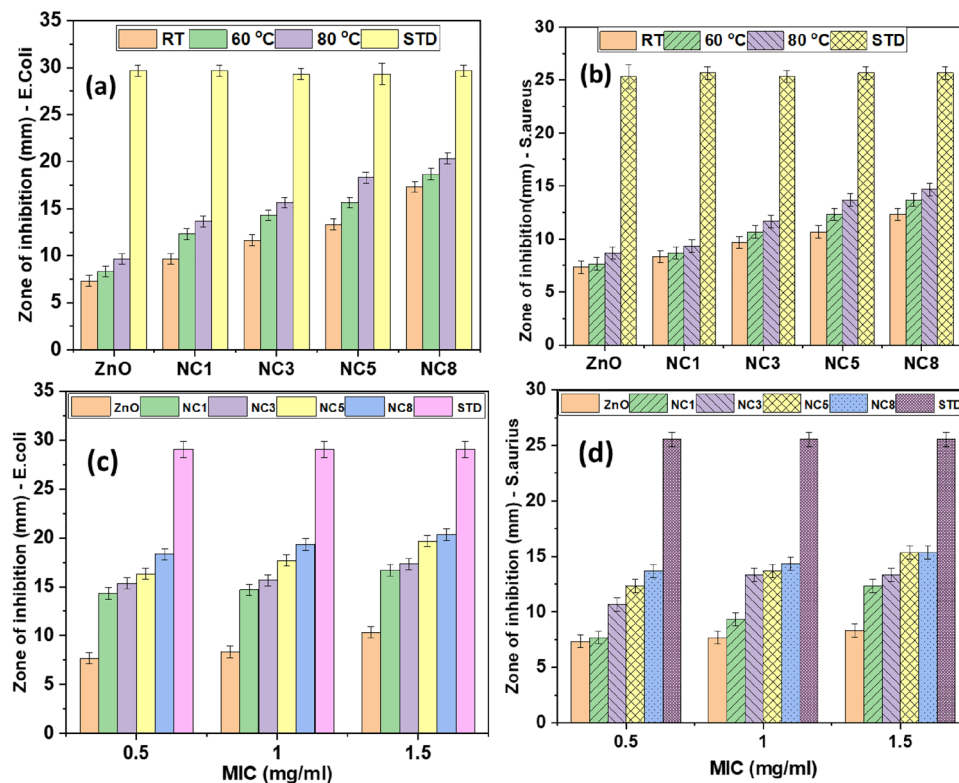 35
30
25
20
15
10
5
0
Zone of inhibition (mm) - E.Coli
RT 60 °C 80 °C STD
(a)
ZnO NC1 NC3 NC5 NC8
30
25
20
15
10
5
0
Zone of inhibition(mm) - S.aureus
RT 60 °C 80 °C STD
(b)
ZnO NC1 NC3 NC5 NC8
35
30
25
20
15
10
5
0
Zone of inhibition (mm) - E.coli
ZnO NC1 NC3 NC5 NC8 STD
(c)
0.5 1 1.5
MIC (mg/ml)
30
25
20
15
10
5
0
Zone of inhibition (mm) - S.aurius
ZnO NC1 NC3 NC5 NC8 STD
(d)
0.5 1 1.5
MIC (mg/ml)